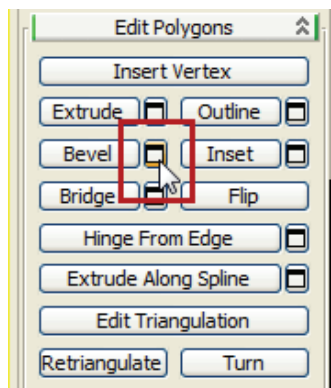 Edit Polygons
Insert Vertex
Extrude Outline
Bevel Inset
Bridge Flip
Hinge From Edge
Extrude Along Spline
Edit Triangulation
Retriangulate Turn